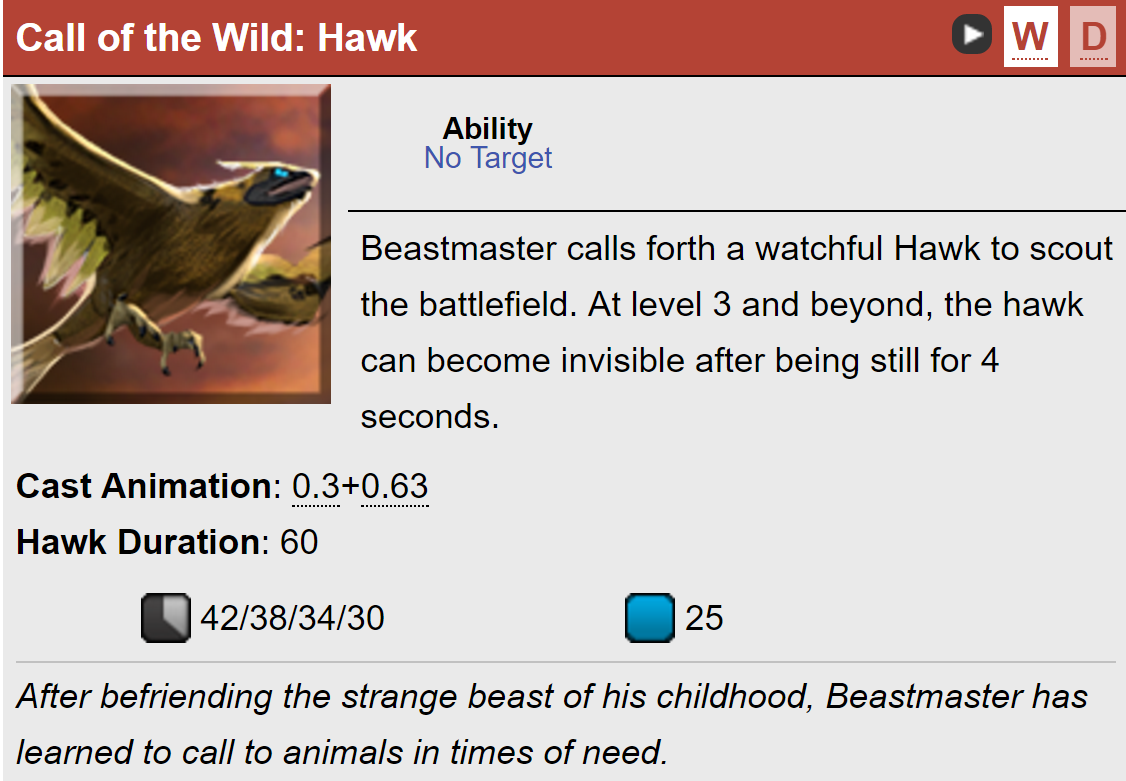 Call of the Wild: Hawk
W D
Ability
No Target
Beastmaster calls forth a watchful Hawk to scout
the battlefield. At level 3 and beyond, the hawk
can become invisible after being still for 4
seconds.
Cast Animation: 0.3+0.63
Hawk Duration: 60
42/38/34/30
25
After befriending the strange beast of his childhood, Beastmaster has
learned to call to animals in times of need.